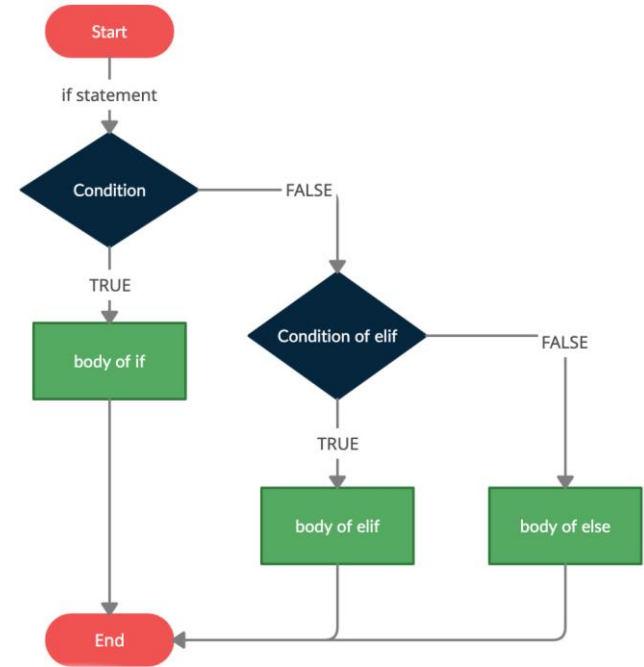 Start
if statement
Condition
FALSE
TRUE
Condition of elif
FALSE
body of if
TRUE
body of elif
body of else
End